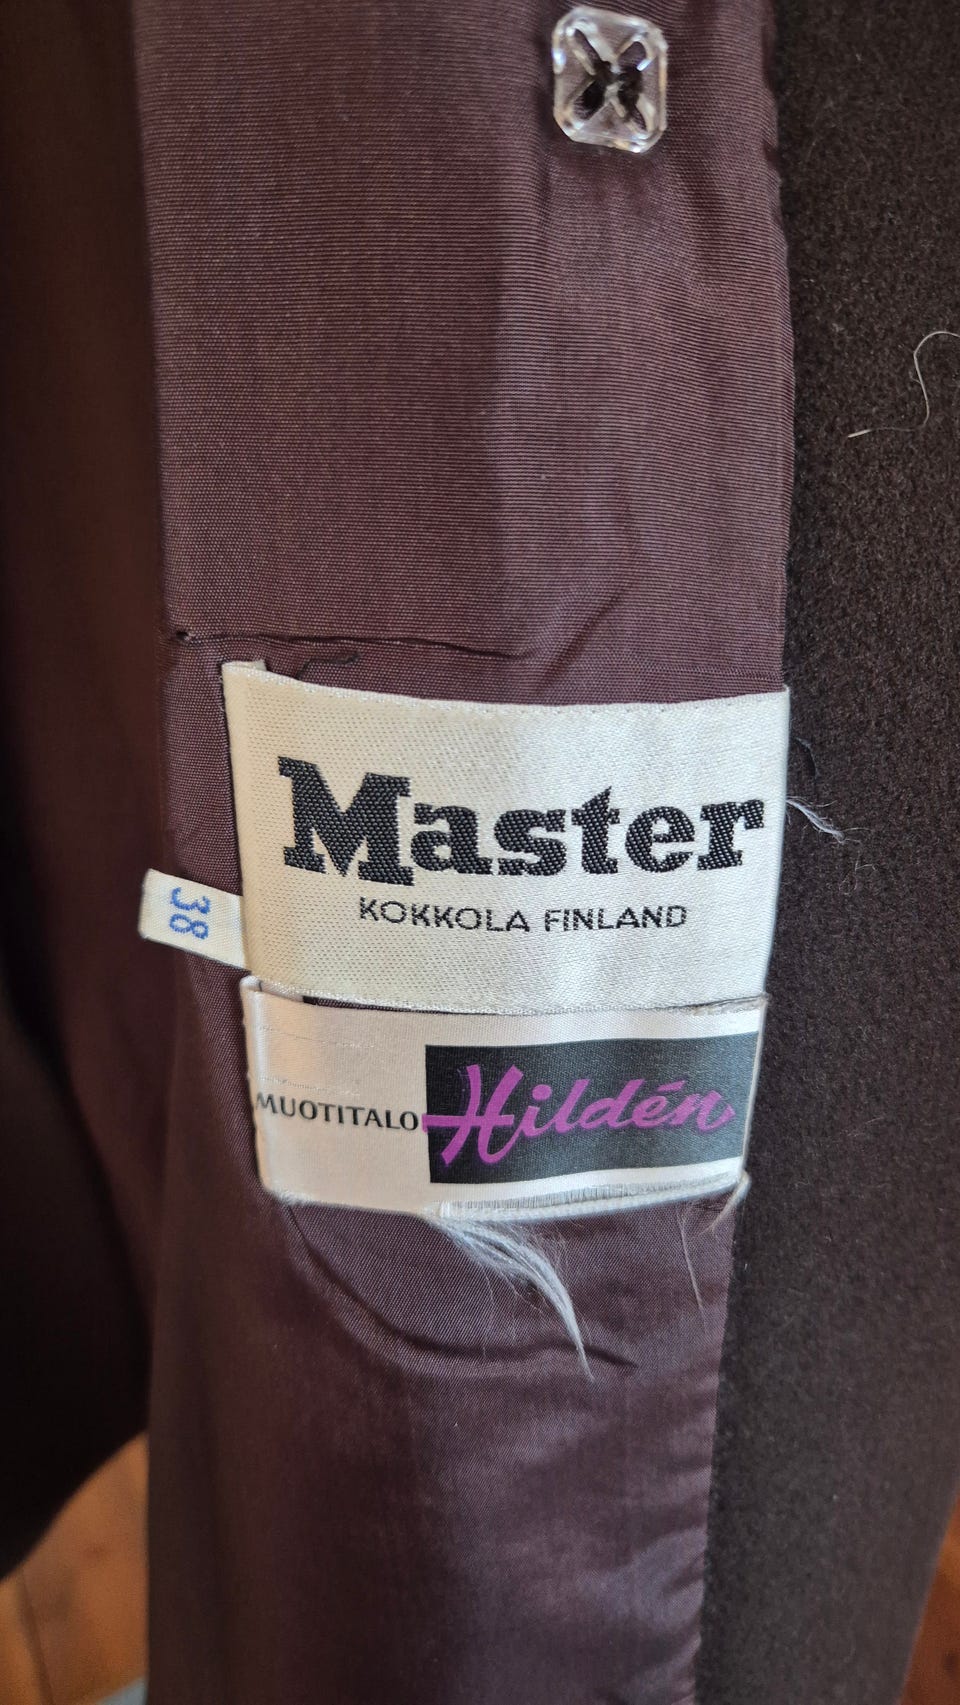 Master
KOKKOLA FINLAND
38
MUOTITALO Hildén